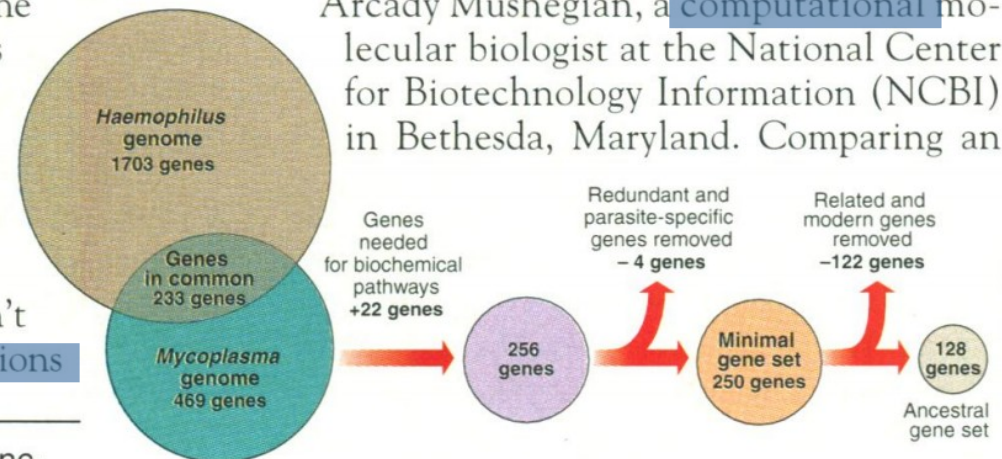 Arcady Mushegian, a computational mo-
lecular biologist at the National Center
for Biotechnology Information (NCBI)
in Bethesda, Maryland. Comparing an
Haemophilus
genome
1703 genes
Genes
in common
233 genes
Mycoplasma
genome
469 genes
Genes
needed
for biochemical
pathways
+22 genes
256
genes
Redundant and
parasite-specific
genes removed
– 4 genes
Minimal
gene set
250 genes
Related and
modern genes
removed
–122 genes
128
genes
Ancestral
gene set